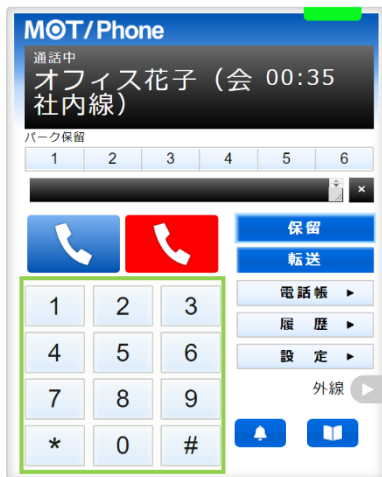 MOT/Phone
通話中
オフィス花子（会 00:35
社内線）
パーク保留
1 2 3 4 5 6
×
保留
転送
電話帳 ▶
履 歴 ▶
設 定 ▶
外線
1 2 3
4 5 6
7 8 9
* 0 #